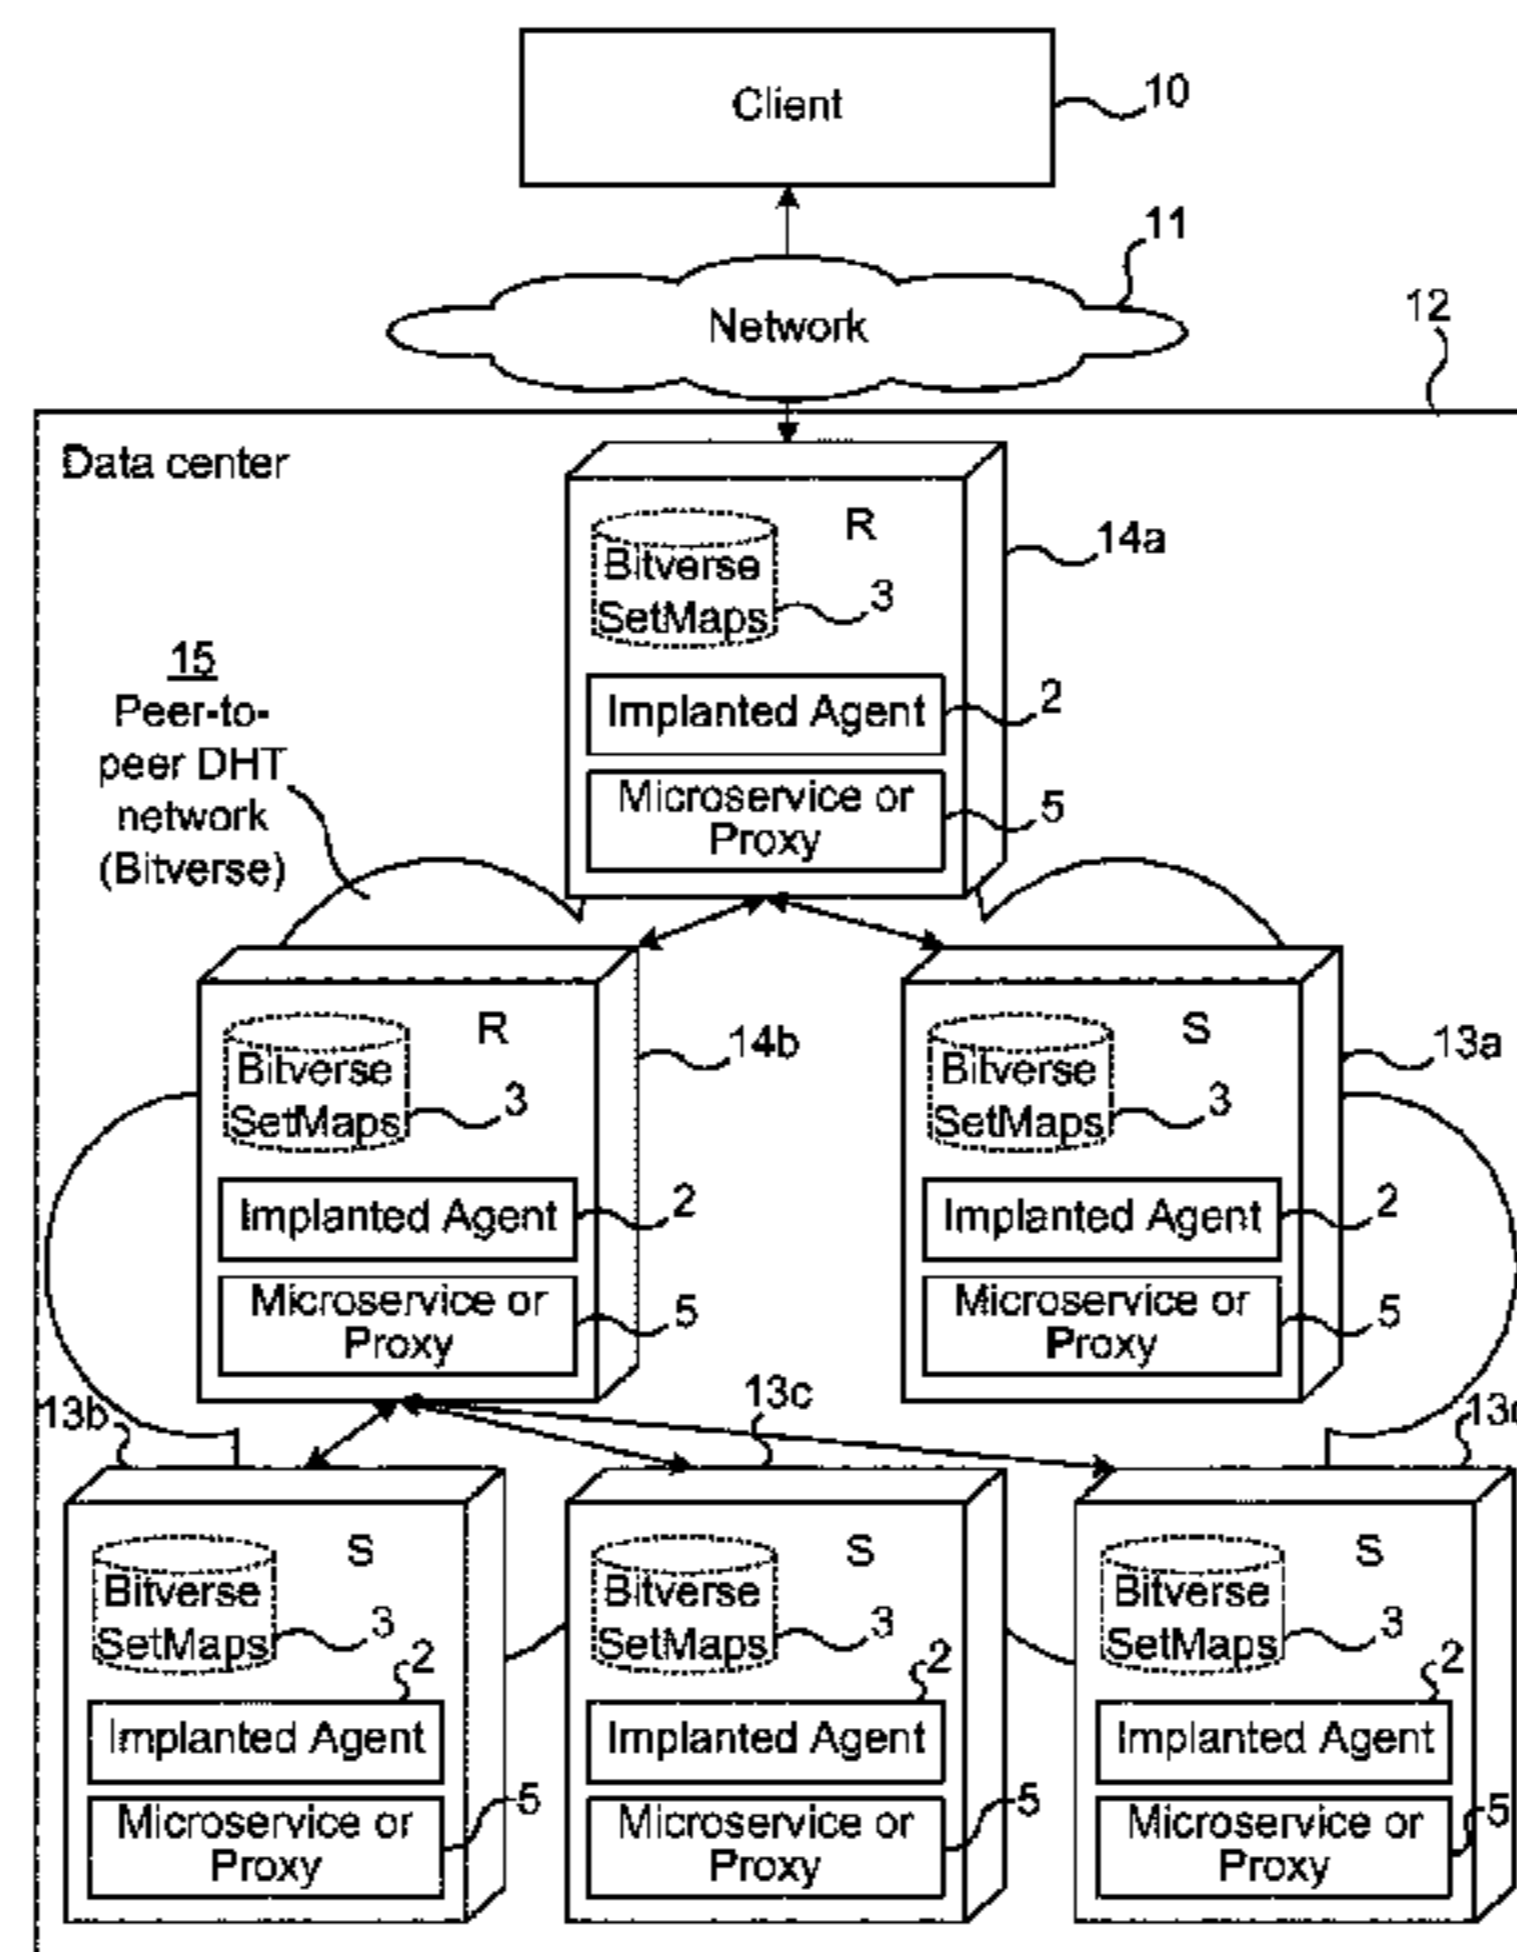 Client
10
11
Network
12
Data center
R
14a
Bitverse
SetMaps
3
15
Peer-to-
peer DHT
network
(Bitverse)
Implanted Agent
2
Microservice or
Proxy
5
R
14b
Bitverse
SetMaps
3
Implanted Agent
2
Microservice or
Proxy
5
S
13a
Bitverse
SetMaps
3
Implanted Agent
2
Microservice or
Proxy
5
13b
S
Bitverse
SetMaps
3
2
Implanted Agent
Microservice or
Proxy
5
13c
S
Bitverse
SetMaps
3
2
Implanted Agent
Microservice or
Proxy
5
S
Bitverse
SetMaps
3
2
Implanted Agent
Microservice or
Proxy
5